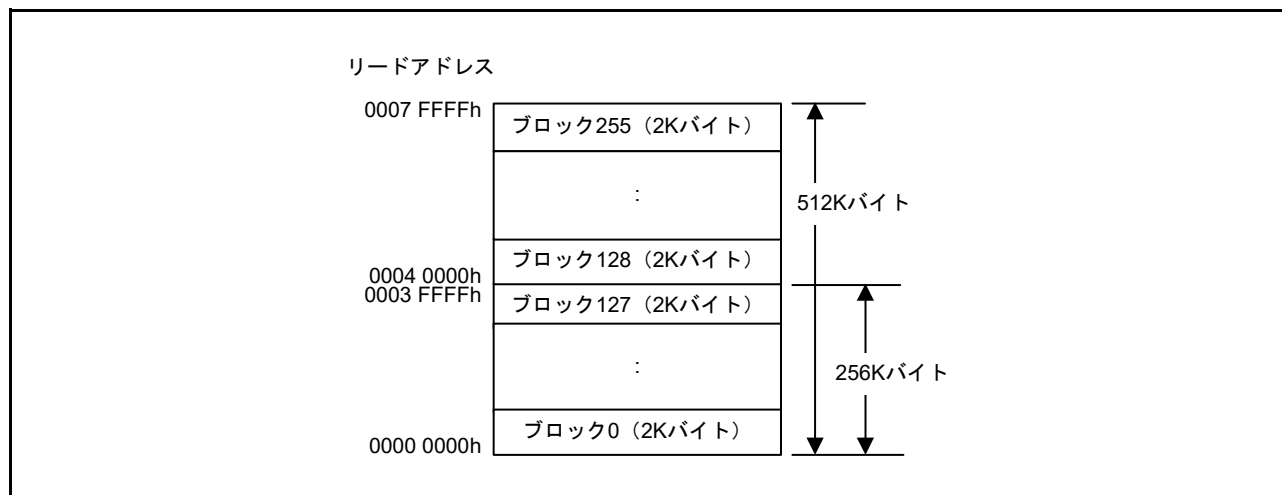 リードアドレス
0007 FFFFh
ブロック255（2Kバイト）
:
512Kバイト
ブロック128（2Kバイト）
0004 0000h
0003 FFFFh
ブロック127（2Kバイト）
:
256Kバイト
ブロック0（2Kバイト）
0000 0000h